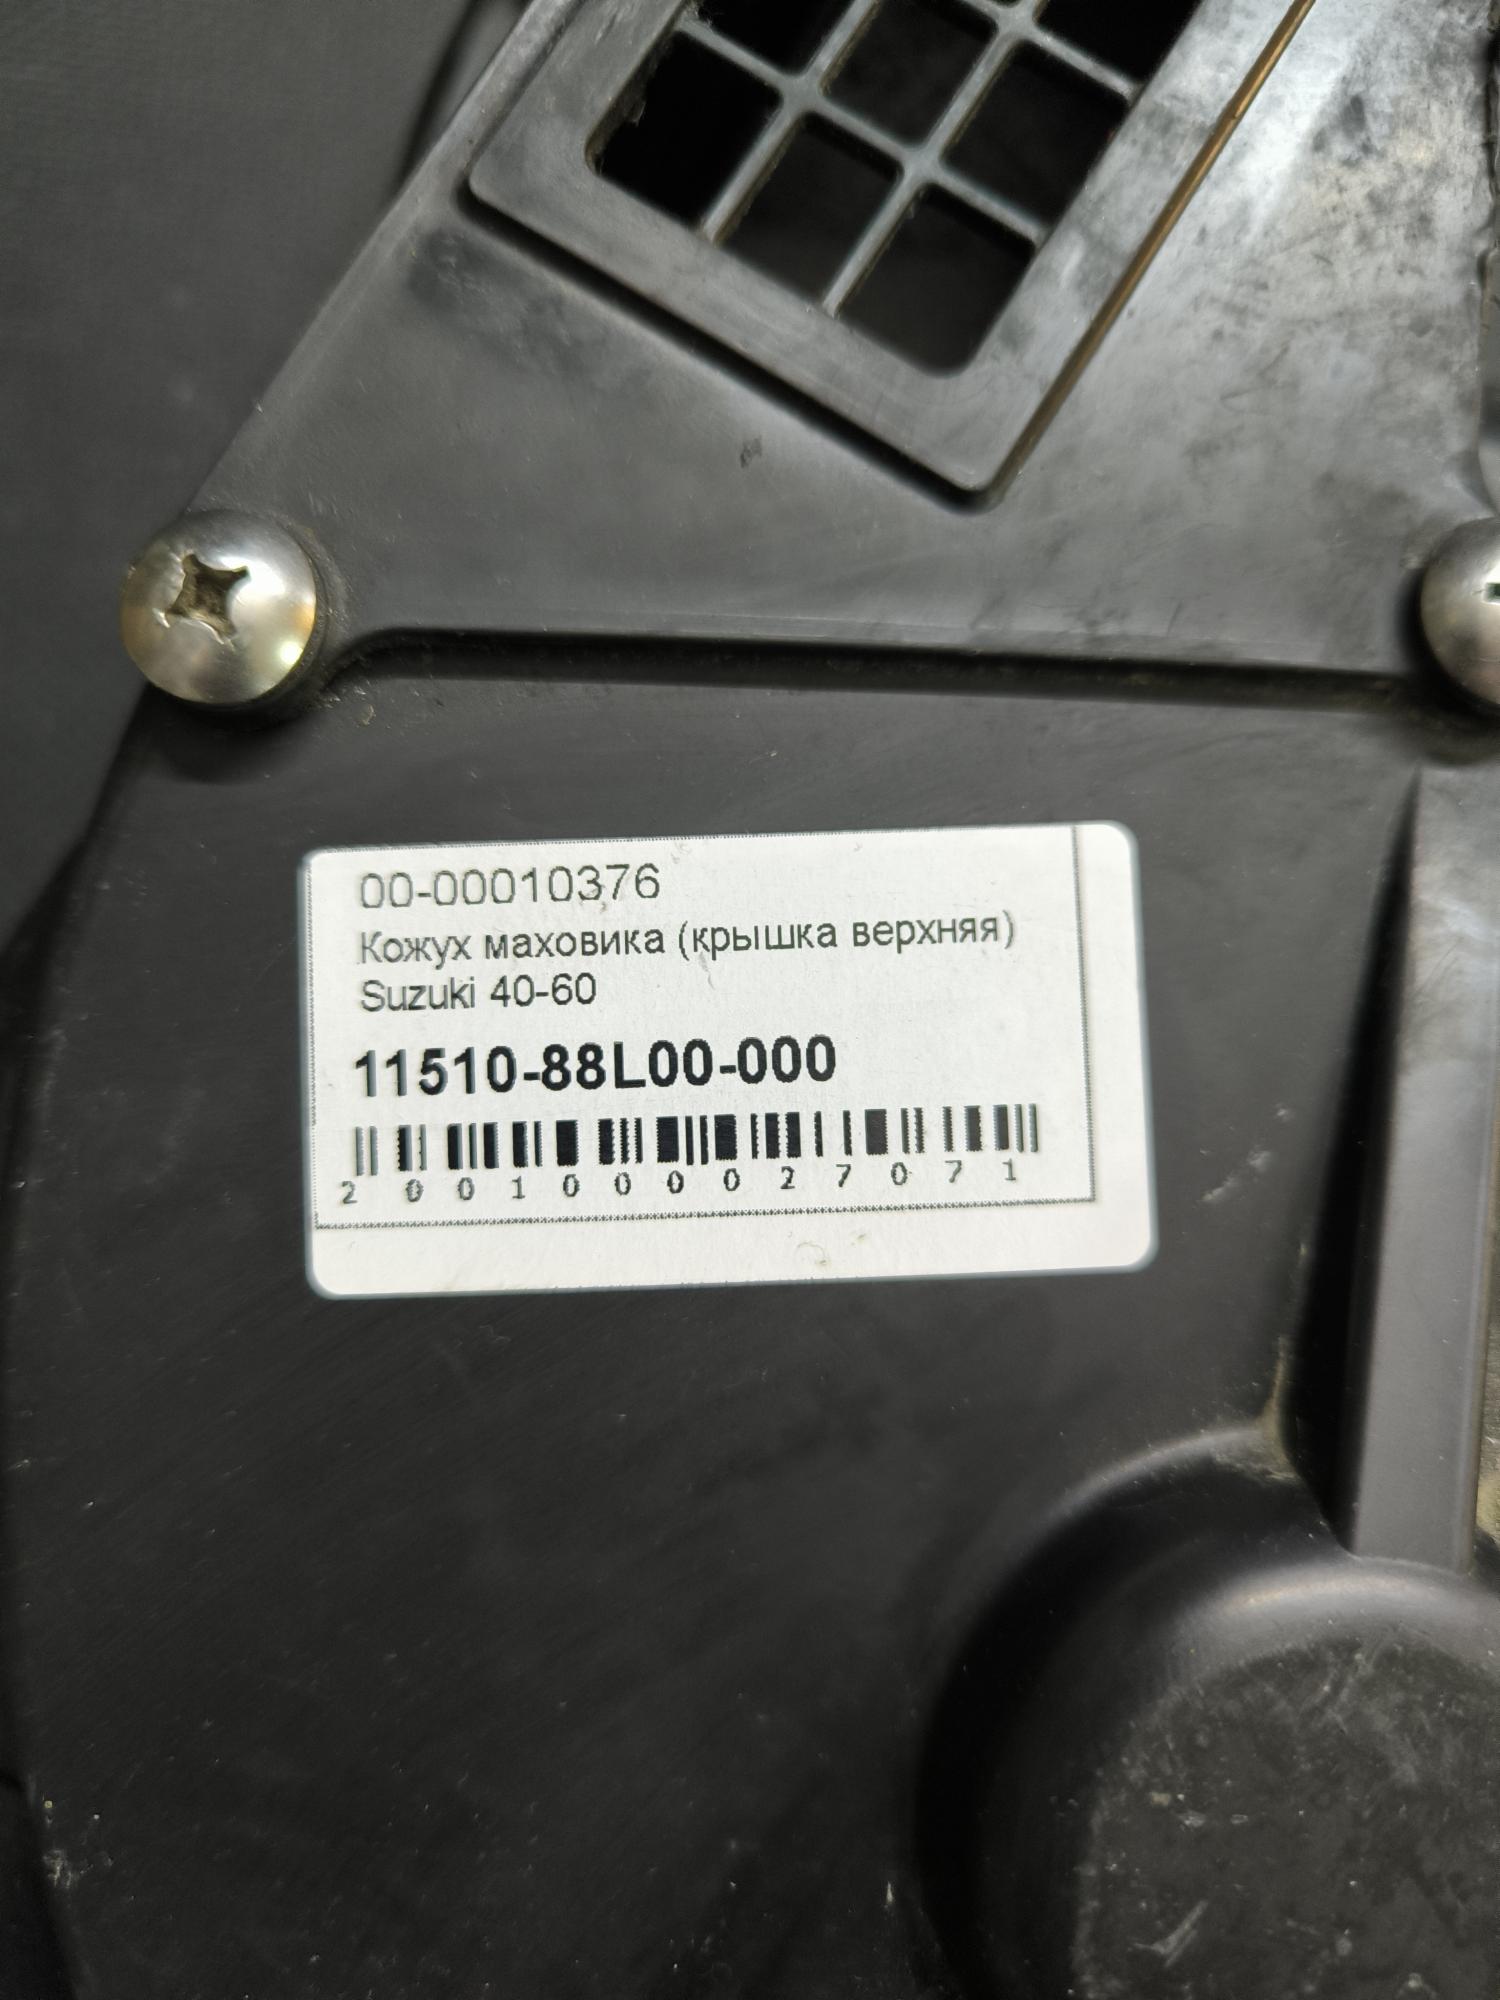 00-00010376
Кожух маховика (крышка верхняя)
Suzuki 40-60
11510-88L00-000
2001000027071